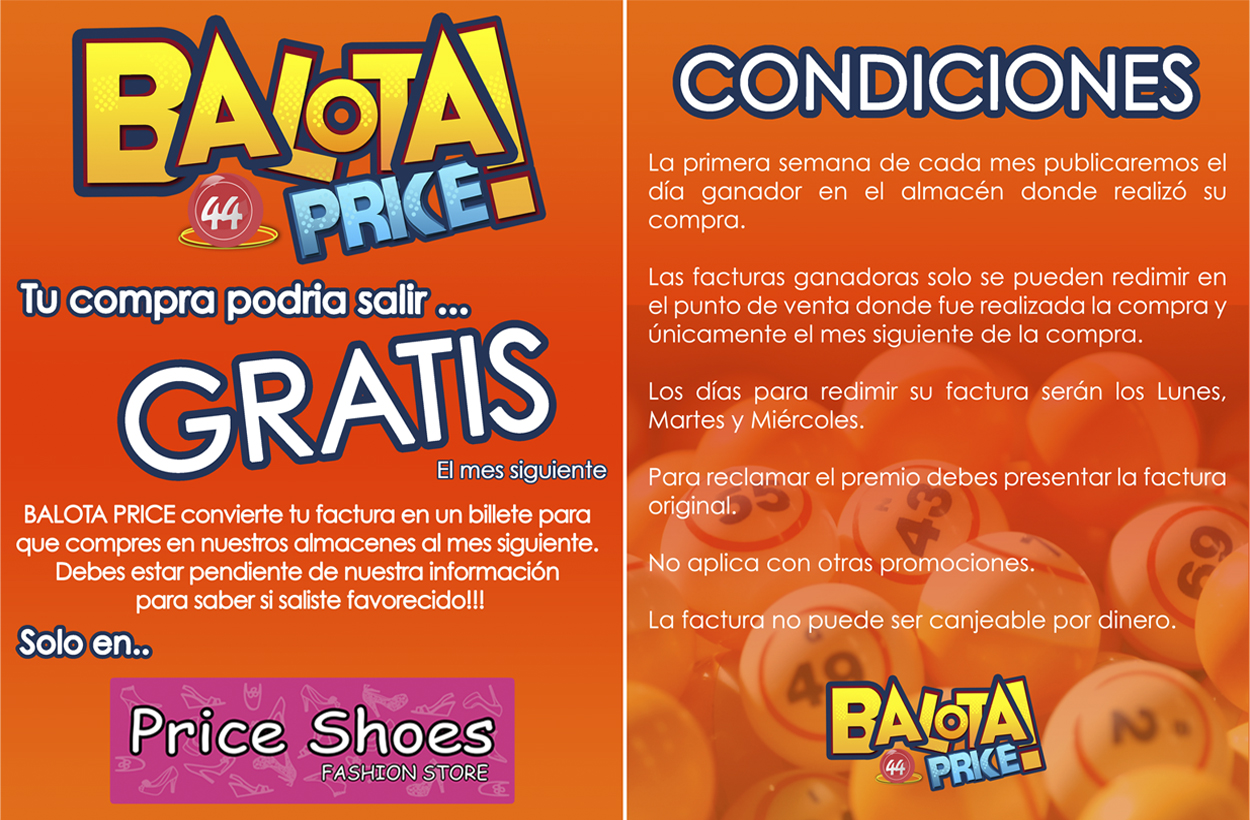 BALOTA!
44
PRICE
Tu compra podria salir ...
GRATIS
El mes siguiente
BALOTA PRICE convierte tu factura en un billete para
que compres en nuestros almacenes al mes siguiente.
Debes estar pendiente de nuestra información
para saber si saliste favorecido!!!
Solo en..
Price Shoes
FASHION STORE
CONDICIONES
La primera semana de cada mes publicaremos el
día ganador en el almacén donde realizó su
compra.
Las facturas ganadoras solo se pueden redimir en
el punto de venta donde fue realizada la compra y
únicamente el mes siguiente de la compra.
Los días para redimir su factura serán los Lunes,
Martes y Miércoles.
Para reclamar el premio debes presentar la factura
original.
No aplica con otras promociones.
La factura no puede ser canjeable por dinero.
43
69
49
2
BALOTA!
44
PRICE